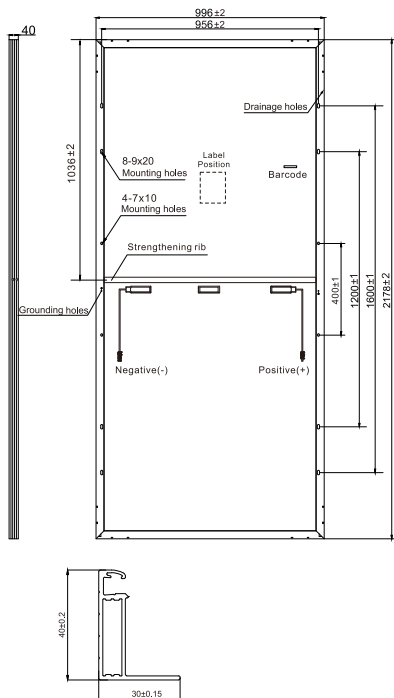 996±2
956±2
40
Drainage holes
1036±2
8-9x20
Mounting holes
Label
Position
Barcode
4-7x10
Mounting holes
Strengthening rib
400±1
1200±1
1600±1
2178±2
Grounding holes
Negative(-)
Positive(+)
40±0.2
30±0.15